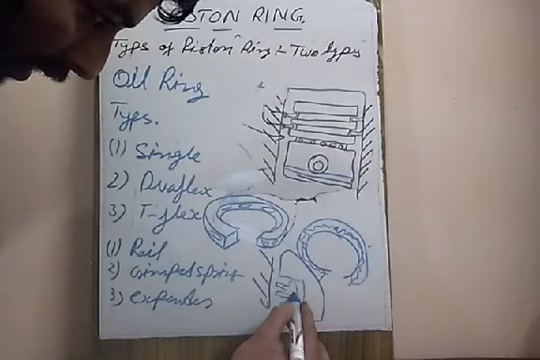 PISTON RING.
Typs of Piston Ring - Two typs
Oil Ring
Typs.
(1) Single
2) Duaflex
3) T-flex
(1) Rail
2) crimped spring
3) expender